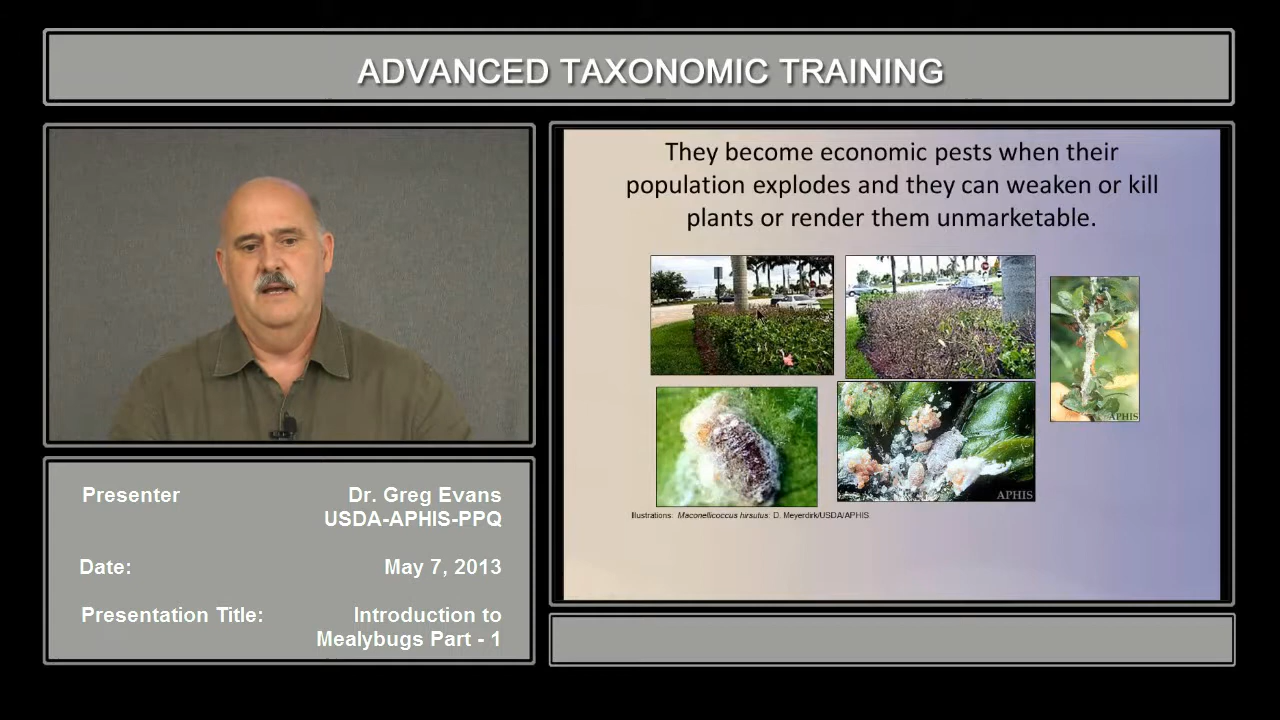 ADVANCED TAXONOMIC TRAINING
They become economic pests when their
population explodes and they can weaken or kill
plants or render them unmarketable.
APHIS
APHIS
Illustrations: Maconellicoccus hirsutus: D. Meyerdirk/USDA/APHIS
Presenter Dr. Greg Evans
USDA-APHIS-PPQ
Date: May 7, 2013
Presentation Title: Introduction to
Mealybugs Part - 1